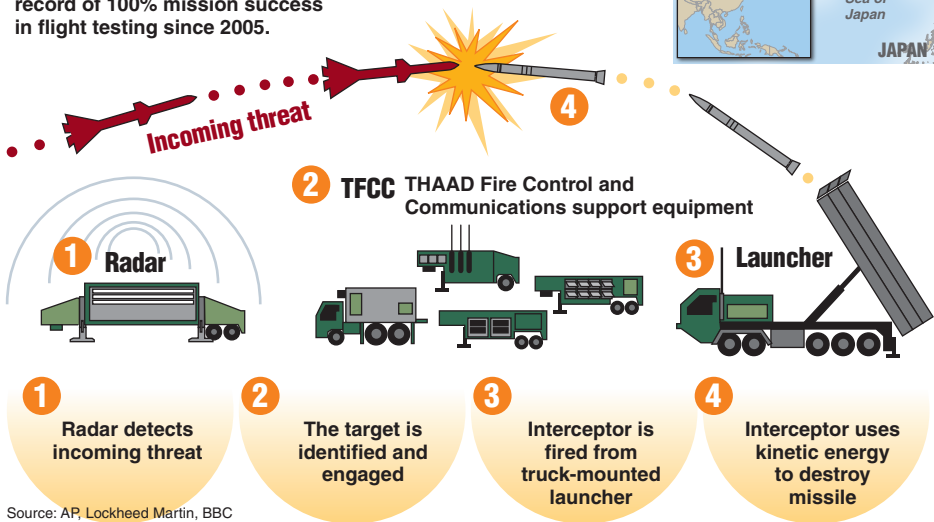 record of 100% mission success
in flight testing since 2005.
Sea of
Japan
JAPAN
Incoming threat
4
2 TFCC THAAD Fire Control and
Communications support equipment
1 Radar
3 Launcher
1
Radar detects
incoming threat
2
The target is
identified and
engaged
3
Interceptor is
fired from
truck-mounted
launcher
4
Interceptor uses
kinetic energy
to destroy
missile
Source: AP, Lockheed Martin, BBC